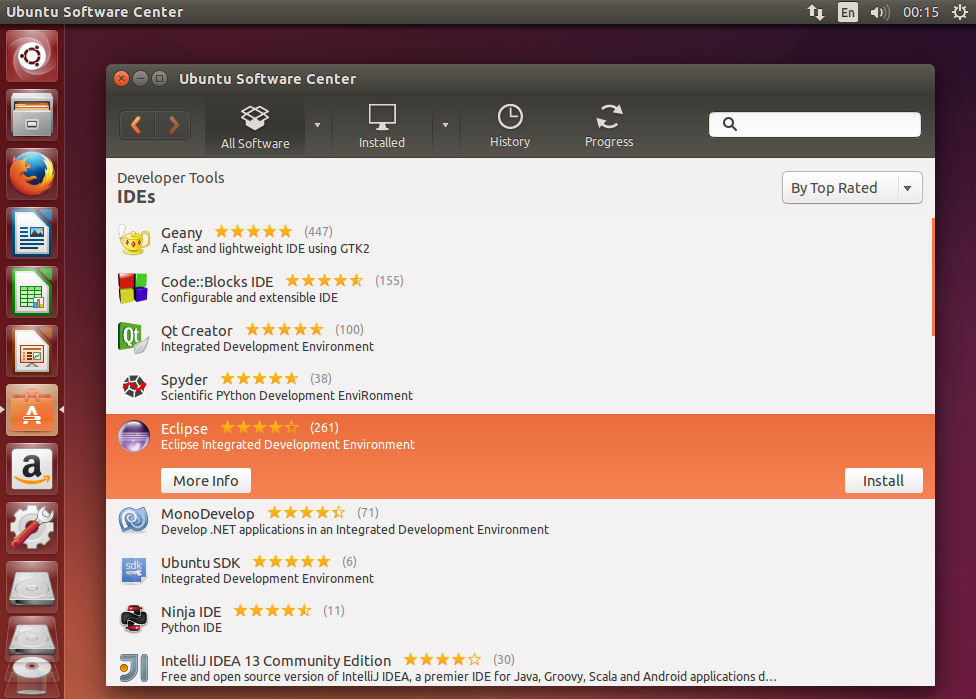 Ubuntu Software Center
En
00:15
Ubuntu Software Center
All Software
Installed
History
Progress
Developer Tools
IDEs
By Top Rated
Geany (447)
A fast and lightweight IDE using GTK2
Code::Blocks IDE (155)
Configurable and extensible IDE
Qt Creator (100)
Integrated Development Environment
Qt
Spyder (38)
Scientific PYthon Development EnviRonment
Eclipse (261)
Eclipse Integrated Development Environment
More Info
Install
MonoDevelop (71)
Develop .NET applications in an Integrated Development Environment
Ubuntu SDK (6)
Integrated Development Environment
sdk
Ninja IDE (11)
Python IDE
IntelliJ IDEA 13 Community Edition (30)
Free and open source version of IntelliJ IDEA, a premier IDE for Java, Groovy, Scala and Android applications d…
A
a